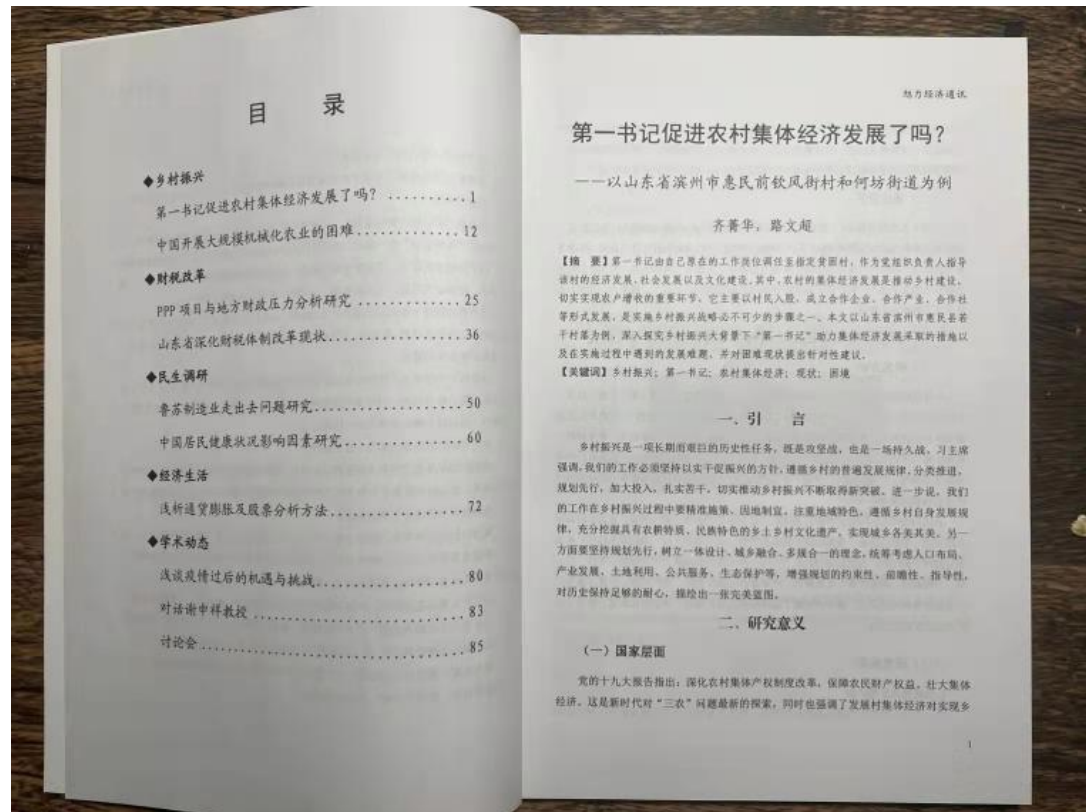 目 录
◆乡村振兴
第一书记促进农村集体经济发展了吗? ..........1
中国开展大规模机械化农业的困难.............12
◆财税改革
PPP 项目与地方财政压力分析研究 ............25
山东省深化财税体制改革现状................36
◆民生调研
鲁苏制造业走出去问题研究..................50
中国居民健康状况影响因素研究..............60
◆经济生活
浅析通货膨胀及股票分析方法................72
◆学术动态
浅谈疫情过后的机遇与挑战..................80
对话谢申祥教授 ..........................83
讨论会..................................85
魅力经济通讯
第一书记促进农村集体经济发展了吗?
——以山东省滨州市惠民前钦风街村和何坊街道为例
齐菁华, 路文超
【摘 要】第一书记由自己原在的工作岗位调任至指定贫困村,作为党组织负责人指导
该村的经济发展、社会发展以及文化建设。其中,农村的集体经济发展是推动乡村建设、
切实实现农户增收的重要环节。它主要以村民入股,成立合作企业、合作产业、合作社
等形式发展,是实施乡村振兴战略必不可少的步骤之一。本文以山东省滨州市惠民县若
干村落为例,深入探究乡村振兴大背景下“第一书记”助力集体经济发展采取的措施以
及在实施过程中遇到的发展难题,并对困难现状提出针对性建议。
【关键词】乡村振兴;第一书记;农村集体经济;现状;困境
一、引 言
乡村振兴是一项长期而艰巨的历史性任务,既是攻坚战,也是一场持久战。习主席
强调,我们的工作必须坚持以实干促振兴的方针,遵循乡村的普遍发展规律,分类推进,
规划先行,加大投入,扎实苦干,切实推动乡村振兴不断取得新突破。进一步说,我们
的工作在乡村振兴过程中要精准施策、因地制宜,注重地域特色,遵循乡村自身发展规
律,充分挖掘具有农耕特质、民族特色的乡土乡村文化遗产,实现城乡各美其美。另一
方面要坚持规划先行,树立一体设计、城乡融合、多规合一的理念,统筹考虑人口布局、
产业发展、土地利用、公共服务、生态保护等,增强规划的约束性、前瞻性、指导性,
对历史保持足够的耐心,描绘出一张完美蓝图。
二、研究意义
(一)国家层面
党的十九大报告指出:深化农村集体产权制度改革,保障农民财产权益,壮大集体
经济。这是新时代对“三农”问题最新的探索,同时也强调了发展村集体经济对实现乡
1